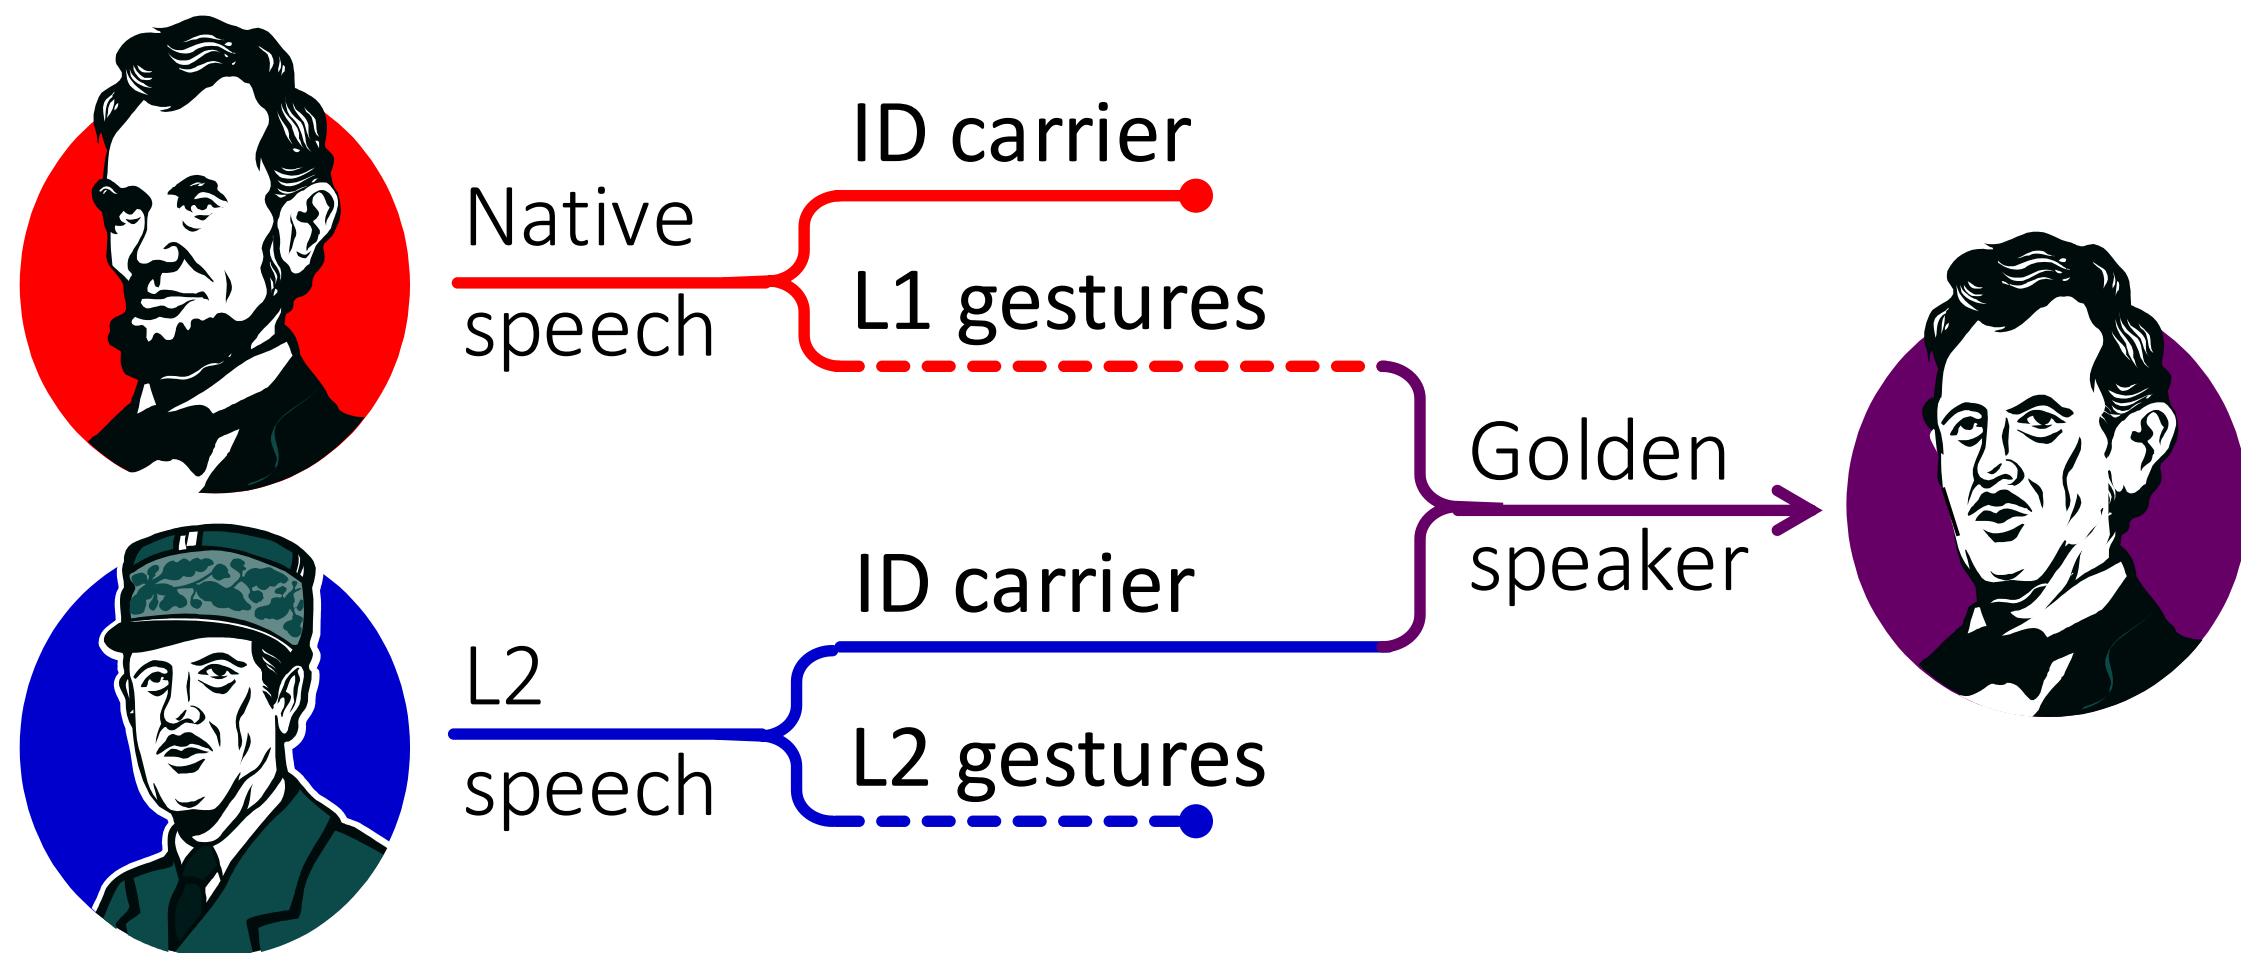 Native
speech
ID carrier
L1 gestures
L2
speech
ID carrier
L2 gestures
Golden
speaker